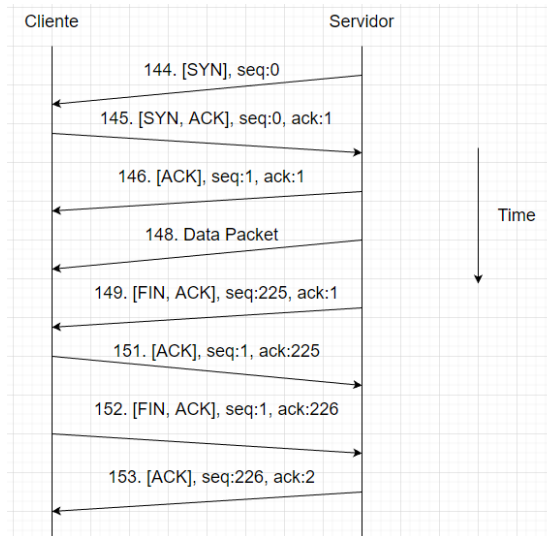 Cliente
Servidor
144. [SYN], seq:0
145. [SYN, ACK], seq:0, ack:1
146. [ACK], seq:1, ack:1
Time
148. Data Packet
149. [FIN, ACK], seq:225, ack:1
151. [ACK], seq:1, ack:225
152. [FIN, ACK], seq:1, ack:226
153. [ACK], seq:226, ack:2